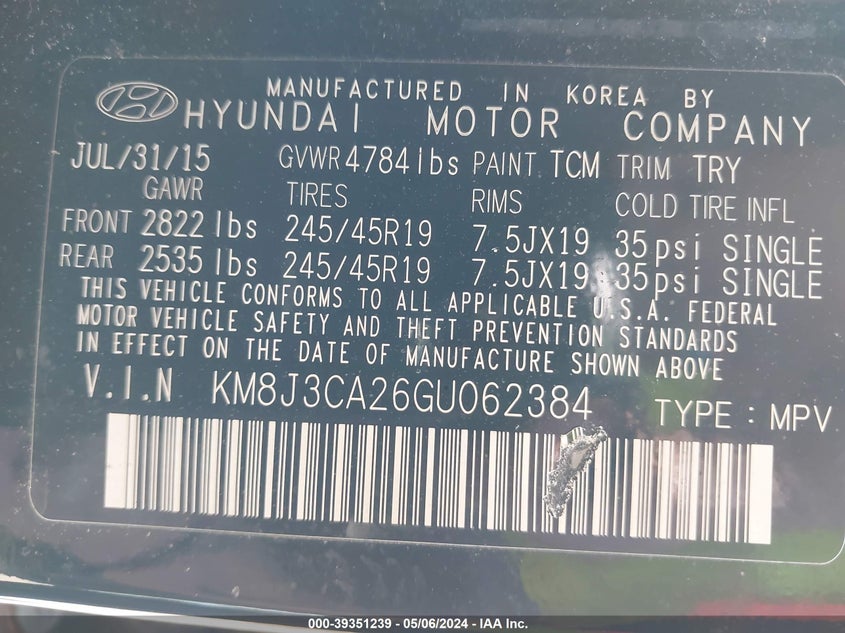 MANUFACTURED IN KOREA BY
HYUNDAI MOTOR COMPANY
JUL/31/15 GVWR 4784 lbs PAINT TCM TRIM TRY
GAWR TIRES RIMS COLD TIRE INFL
FRONT 2822 lbs 245/45R19 7.5JX19 35psi SINGLE
REAR 2535 lbs 245/45R19 7.5JX19 35psi SINGLE
THIS VEHICLE CONFORMS TO ALL APPLICABLE U.S.A. FEDERAL
MOTOR VEHICLE SAFETY AND THEFT PREVENTION STANDARDS
IN EFFECT ON THE DATE OF MANUFACTURE SHOWN ABOVE
V.I.N KM8J3CA26GU062384 TYPE : MPV
000-39351239 - 05/06/2024 - IAA Inc.